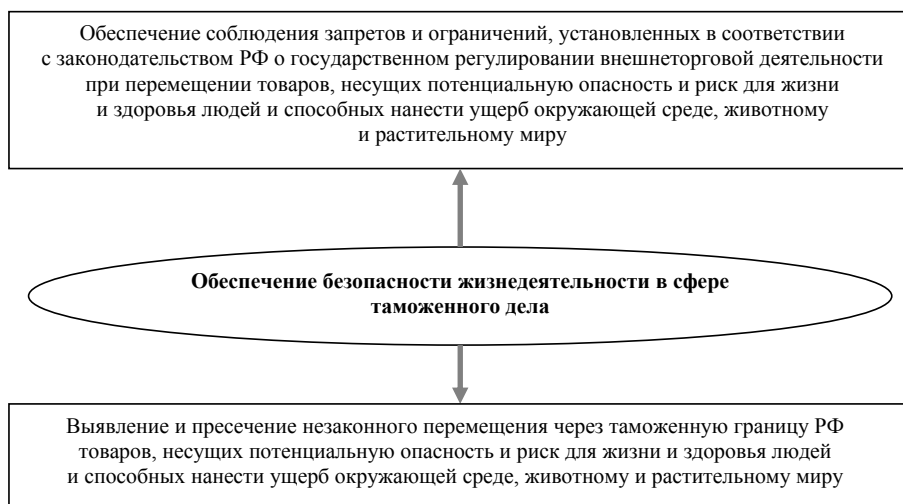 Обеспечение соблюдения запретов и ограничений, установленных в соответствии
с законодательством РФ о государственном регулировании внешнеторговой деятельности
при перемещении товаров, несущих потенциальную опасность и риск для жизни
и здоровья людей и способных нанести ущерб окружающей среде, животному
и растительному миру
Обеспечение безопасности жизнедеятельности в сфере
таможенного дела
Выявление и пресечение незаконного перемещения через таможенную границу РФ
товаров, несущих потенциальную опасность и риск для жизни и здоровья людей
и способных нанести ущерб окружающей среде, животному и растительному миру